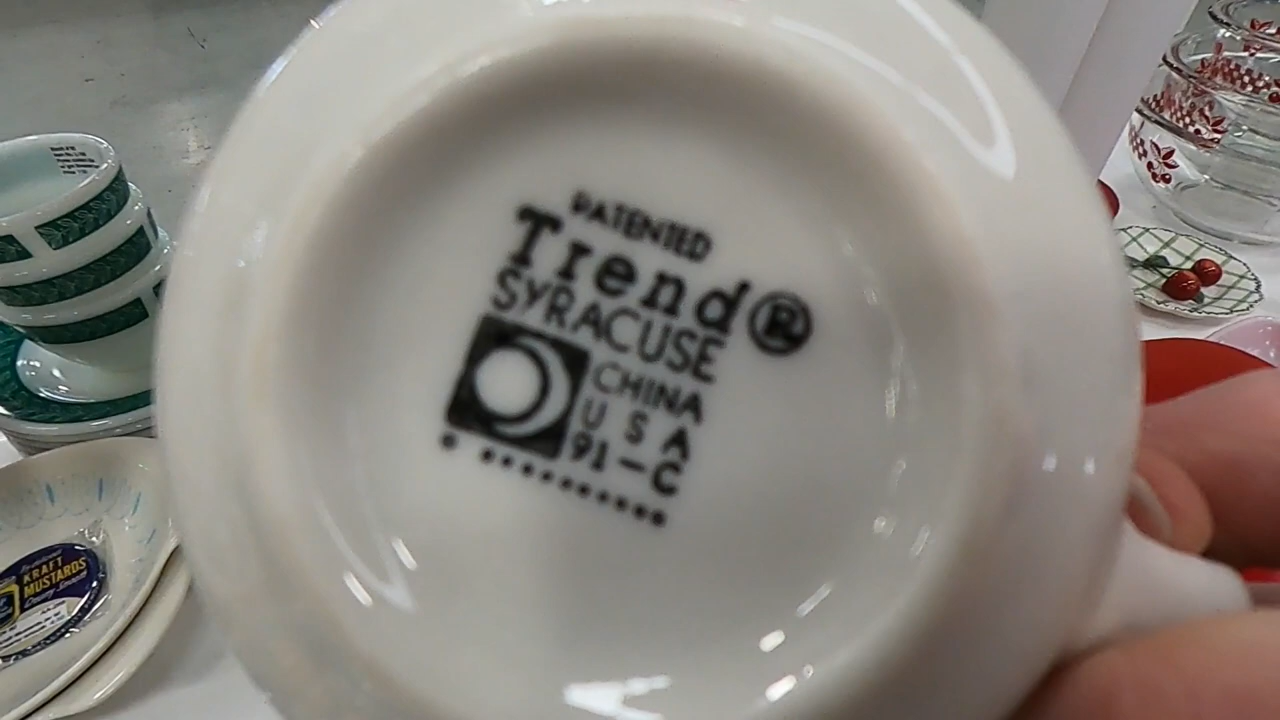 PATENTED
Trend®
SYRACUSE
CHINA
U S A
91-C
KRAFT
MUSTARDS